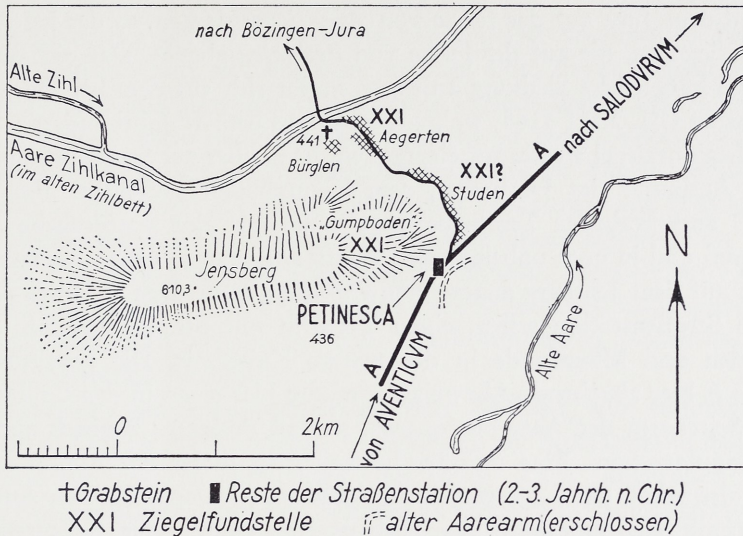 nach Bözingen-Jura
Alte Zihl
Aare Zihlkanal
(im alten Zihlbett)
441
XXI
Aegerten
Bürglen
XXI?
Studen
A
nach SALODVRVM
„Gumpboden“
XXI
Jensberg
610,3
PETINESCA
436
A
von AVENTICVM
Alte Aare
N
0
2km
†Grabstein ▮ Reste der Straßenstation (2.-3. Jahrh. n. Chr.)
XXI Ziegelfundstelle alter Aarearm (erschlossen)